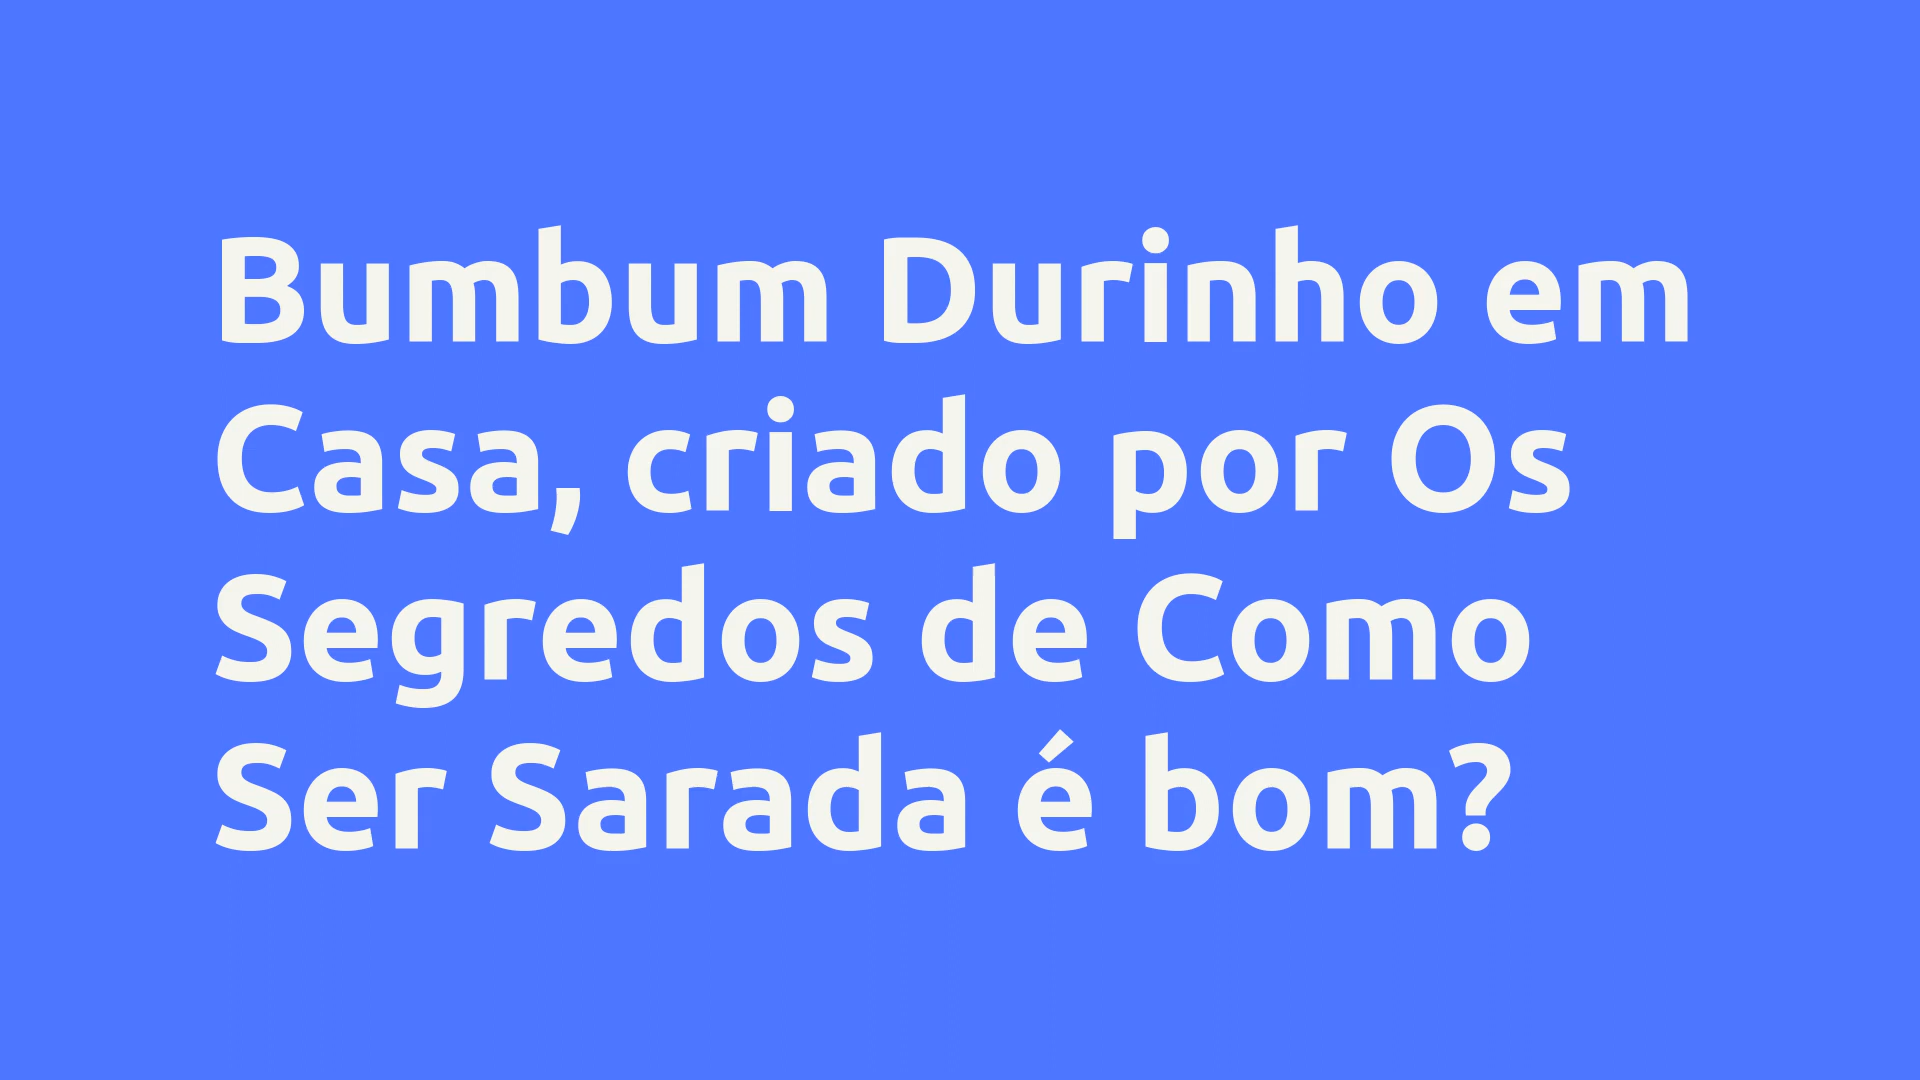 Bumbum Durinho em
Casa, criado por Os
Segredos de Como
Ser Sarada é bom?